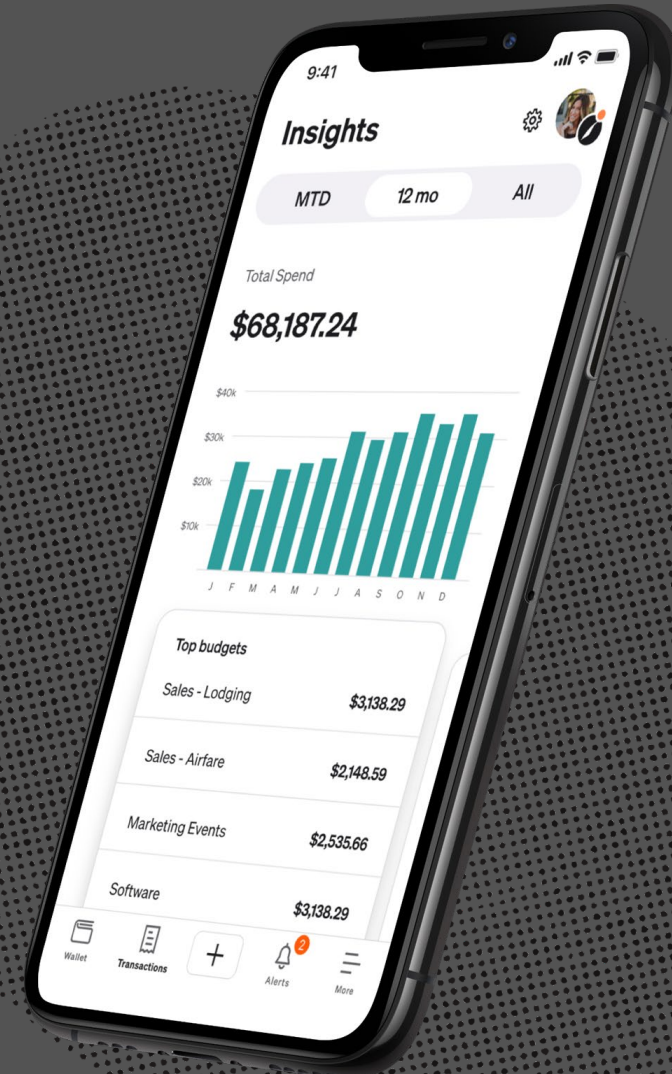 9:41
Insights
MTD 12 mo All
Total Spend
$68,187.24
$40k
$30k
$20k
$10k
J F M A M J J A S O N D
Top budgets
Sales - Lodging $3,138.29
Sales - Airfare $2,148.59
Marketing Events $2,535.66
Software $3,138.29
2
Wallet Transactions + Alerts More